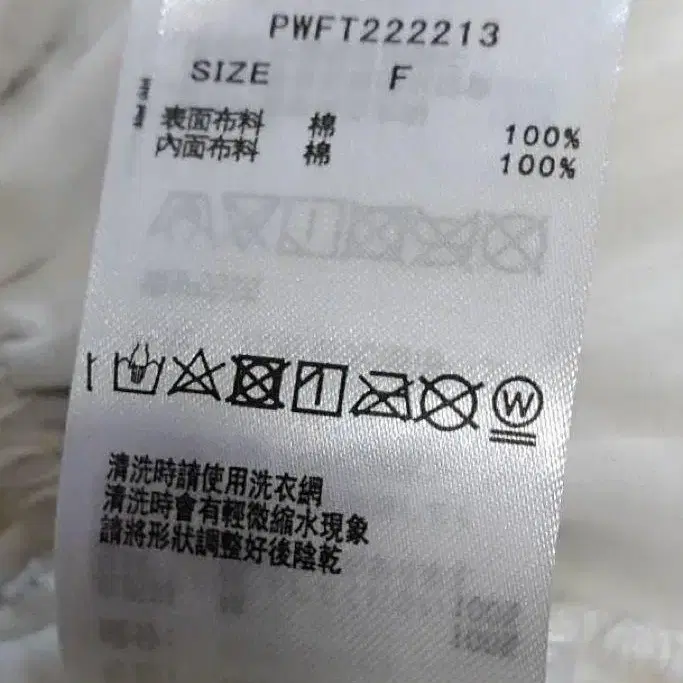 PWFT222213
SIZE F
表面布料 棉 100%
內面布料 棉 100%
W
清洗時請使用洗衣網
清洗時會有輕微縮水現象
請將形狀調整好後陰乾